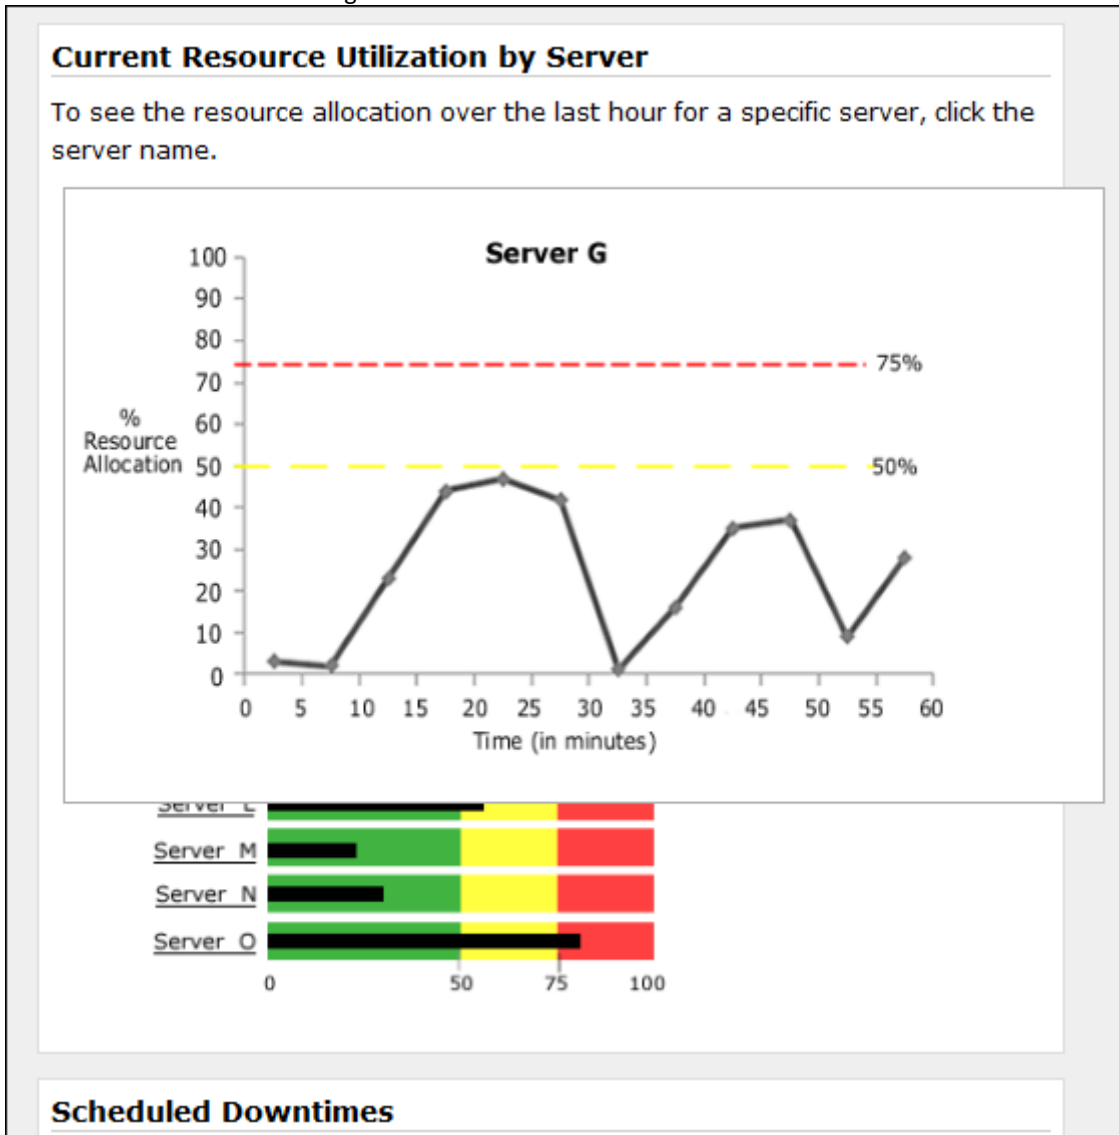 Current Resource Utilization by Server
To see the resource allocation over the last hour for a specific server, click the
server name.
Server G
100
90
80
75%
70
%
Resource
Allocation
60
50
50%
40
30
20
10
0
0 5 10 15 20 25 30 35 40 45 50 55 60
Time (in minutes)
Server L
Server M
Server N
Server O
0 50 75 100
Scheduled Downtimes